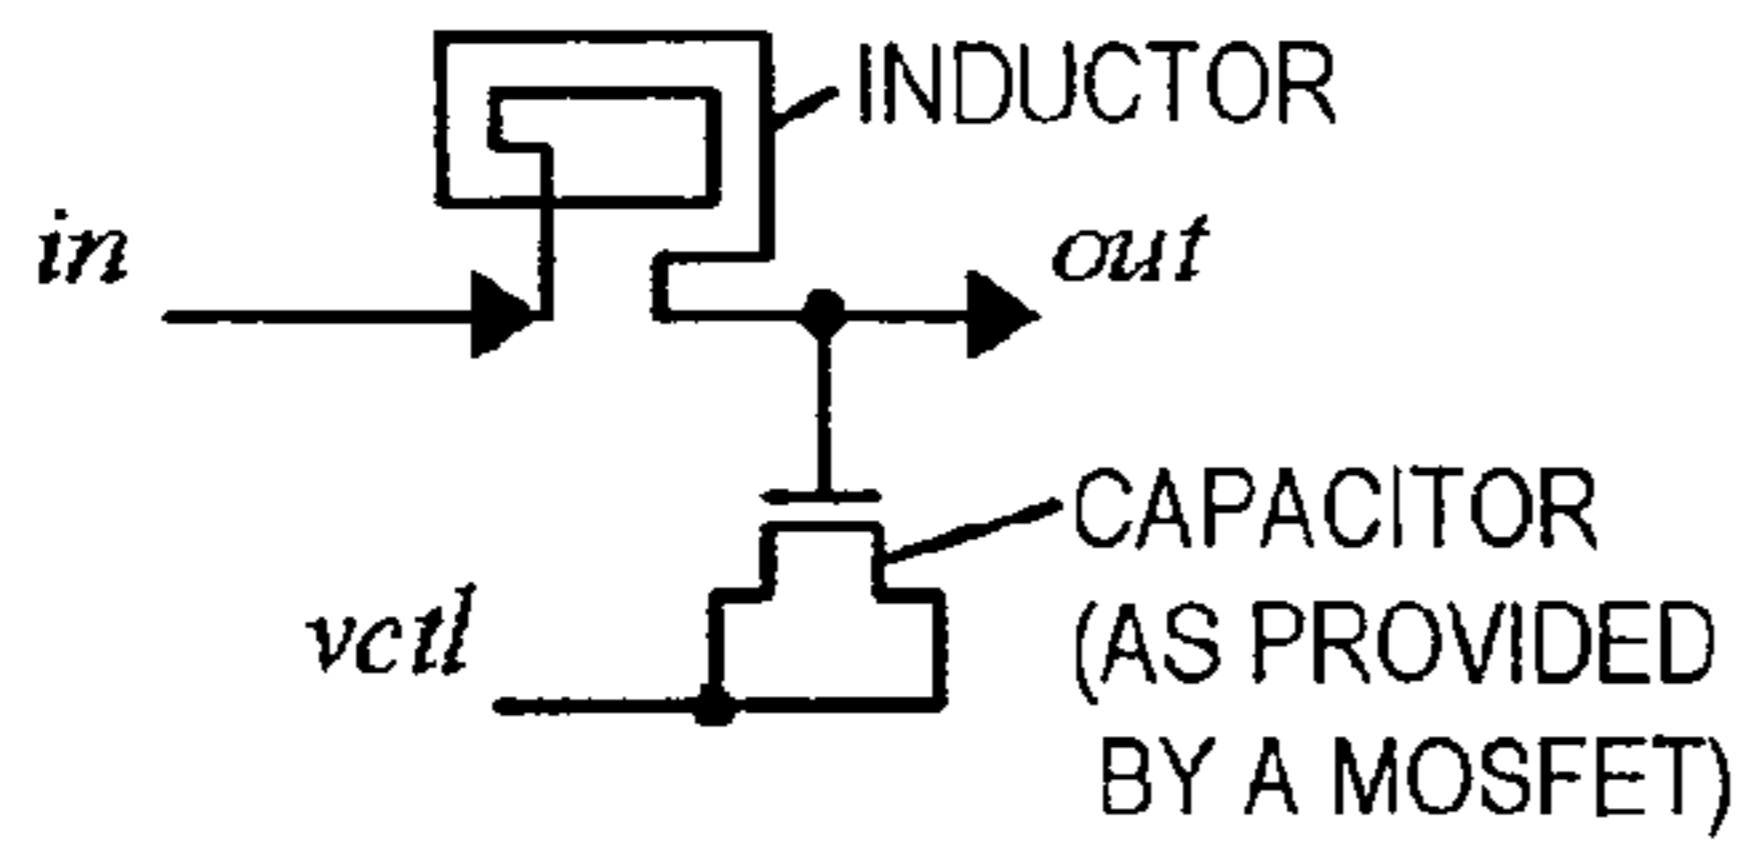 INDUCTOR
in
out
CAPACITOR
vctl
(AS PROVIDED
BY A MOSFET)